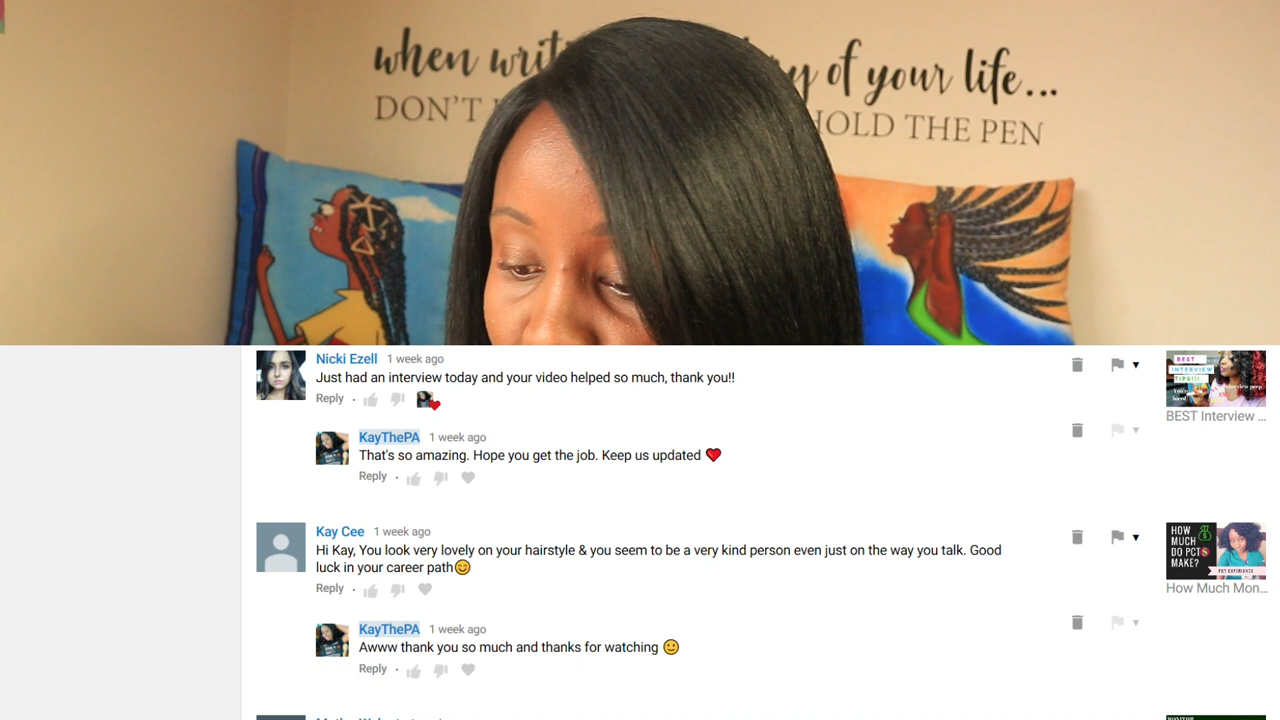 when writ y of your life...
DON'T HOLD THE PEN
Nicki Ezell 1 week ago
Just had an interview today and your video helped so much, thank you!!
Reply
BEST
INTERVIEW
TIPS!!!
BEST Interview ...
KayThePA 1 week ago
That's so amazing. Hope you get the job. Keep us updated ❤
Reply
Kay Cee 1 week ago
Hi Kay, You look very lovely on your hairstyle & you seem to be a very kind person even just on the way you talk. Good
luck in your career path😊
Reply
HOW
MUCH
DO PCTS
MAKE?
PCT EXPERIENCE
How Much Mon...
KayThePA 1 week ago
Awww thank you so much and thanks for watching 🙂
Reply